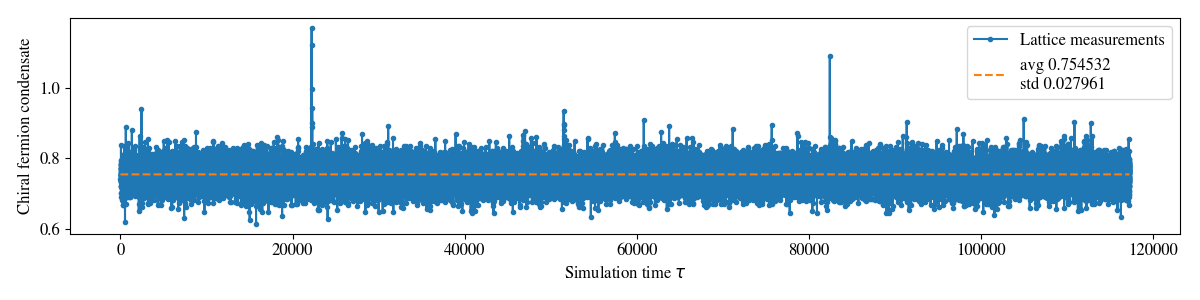 Chiral fermion condensate
1.0
0.8
0.6
Lattice measurements
avg 0.754532
std 0.027961
0
20000
40000
60000
80000
100000
120000
Simulation time τ